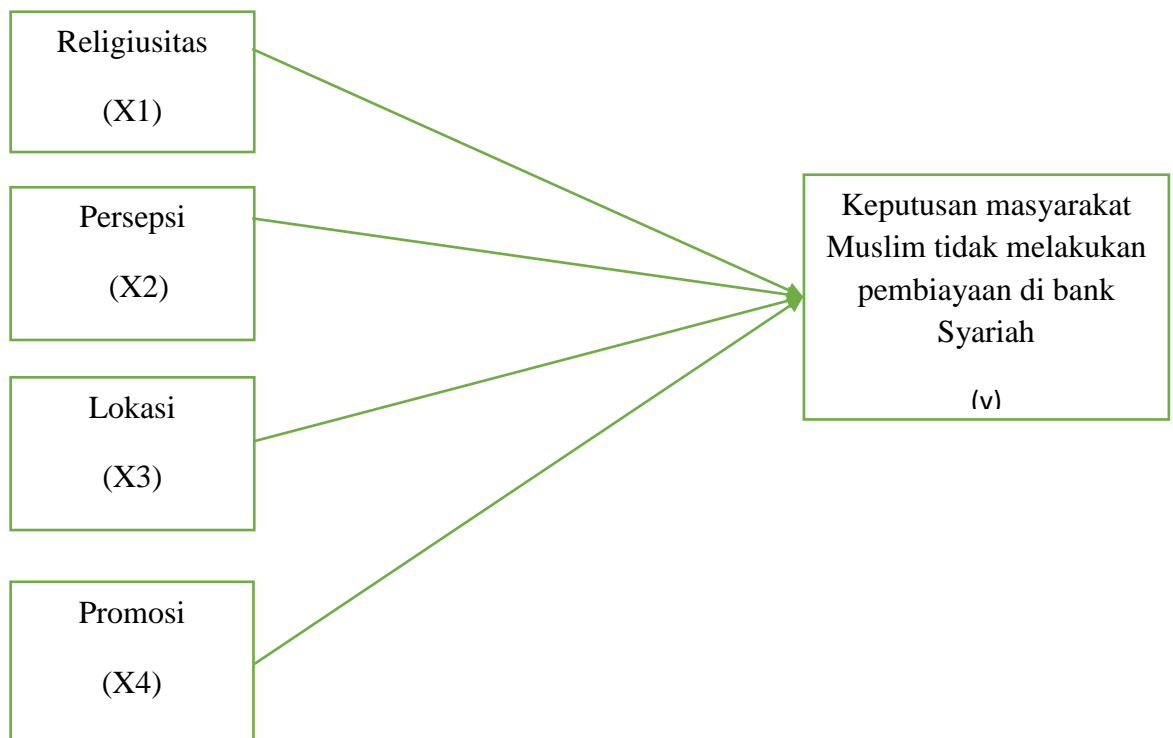 Religiusitas
(X1)
Persepsi
(X2)
Lokasi
(X3)
Promosi
(X4)
Keputusan masyarakat
Muslim tidak melakukan
pembiayaan di bank
Syariah
(y)